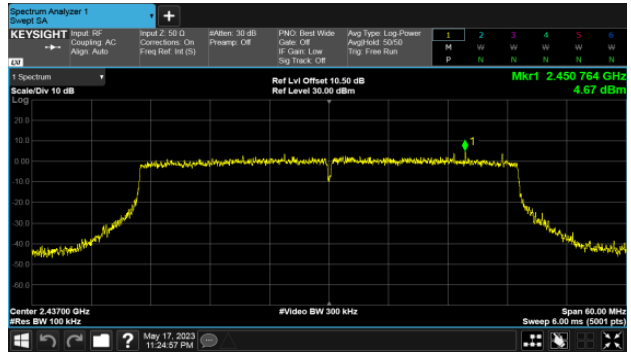 Spectrum Analyzer 1
Swept SA
+
KEYSIGHT
LXI
Input: RF
Coupling: AC
Align: Auto
Input Z: 50 Ω
Corrections: On
Freq Ref: Int (S)
#Atten: 30 dB
Preamp: Off
PNO: Best Wide
Gate: Off
IF Gain: Low
Sig Track: Off
Avg Type: Log-Power
Avg|Hold: 50/50
Trig: Free Run
1 2 3 4 5 6
M W W W W W
P N N N N N
1 Spectrum
Scale/Div 10 dB
Log
Ref Lvl Offset 10.50 dB
Ref Level 30.00 dBm
Mkr1 2.450 764 GHz
4.67 dBm
20.0
10.0
0.00
-10.0
-20.0
-30.0
-40.0
-50.0
-60.0
1
Center 2.43700 GHz
#Res BW 100 kHz
#Video BW 300 kHz
Span 60.00 MHz
Sweep 6.00 ms (5001 pts)
?
May 17, 2023
11:24:57 PM